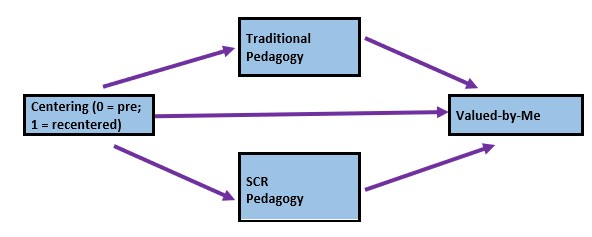 Traditional
Pedagogy
Centering (0 = pre;
1 = recentered)
Valued-by-Me
SCR
Pedagogy